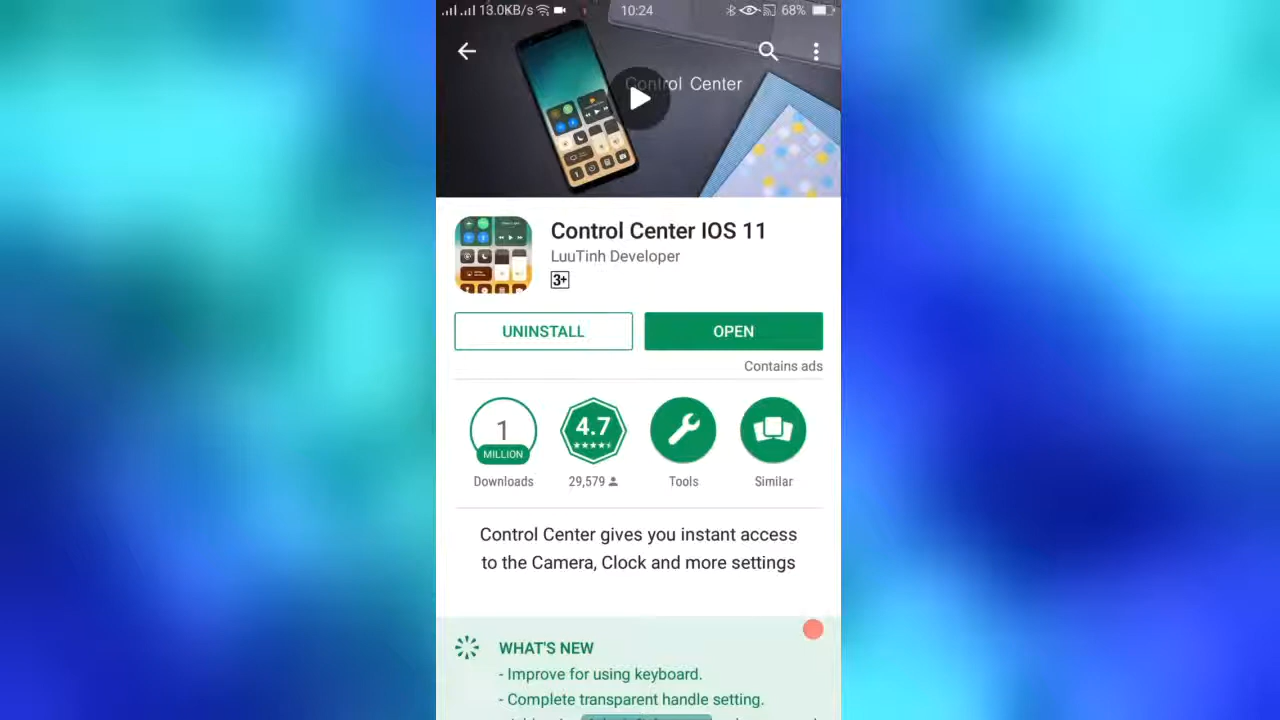 13.0KB/s 10:24 68%
Control Center
Control Center IOS 11
LuuTinh Developer
3+
UNINSTALL OPEN
Contains ads
1 4.7
MILLION
Downloads 29,579 Tools Similar
Control Center gives you instant access
to the Camera, Clock and more settings
WHAT'S NEW
- Improve for using keyboard.
- Complete transparent handle setting.